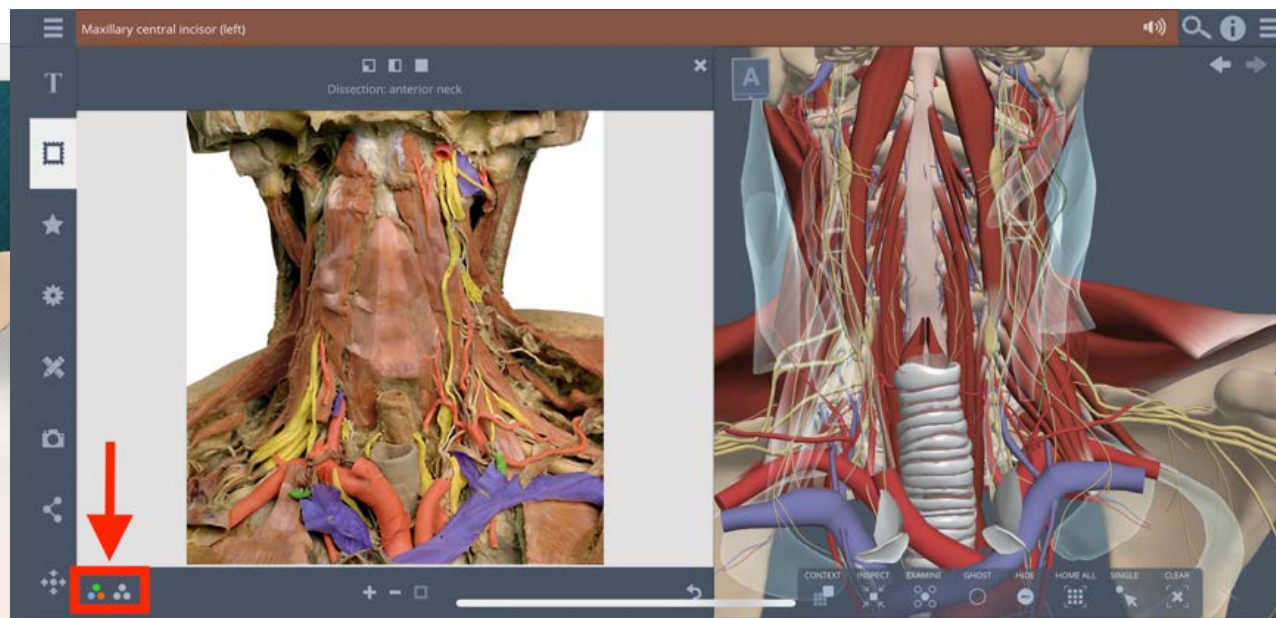 Maxillary central incisor (left)
T
Dissection: anterior neck
A
CONTEXT INSPECT EXAMINE GHOST HIDE HOME ALL SINGLE CLEAR